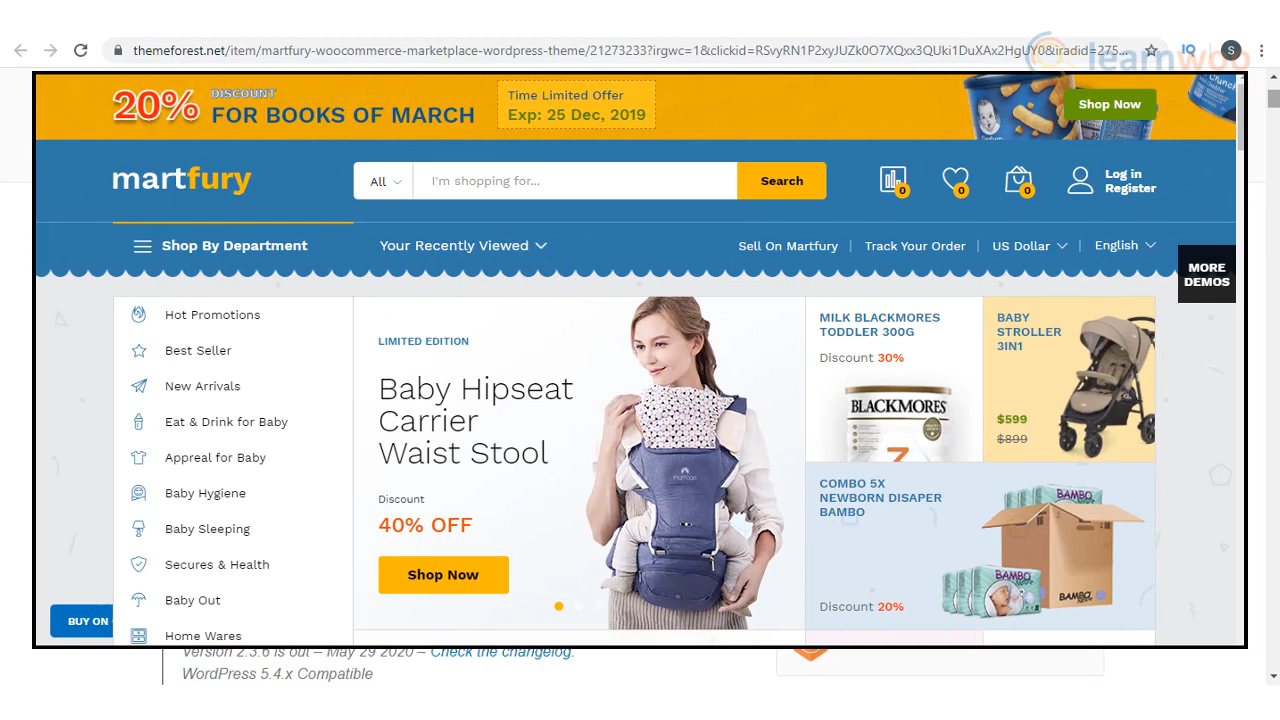 themeforest.net/item/martfury-woocommerce-marketplace-wordpress-theme/21273233?irgwc=1&clickid=RSvyRN1P2xyJUZk0O7XQxx3QUki1DuXAx2HgUY0&iradid=275...
IQ
S
learnwoo
20%
DISCOUNT
FOR BOOKS OF MARCH
Time Limited Offer
Exp: 25 Dec, 2019
Shop Now
martfury
All
I'm shopping for...
Search
0
0
0
Log in
Register
Shop By Department
Your Recently Viewed
Sell On Martfury
Track Your Order
US Dollar
English
MORE
DEMOS
Hot Promotions
Best Seller
New Arrivals
Eat & Drink for Baby
Appreal for Baby
Baby Hygiene
Baby Sleeping
Secures & Health
Baby Out
Home Wares
LIMITED EDITION
Baby Hipseat
Carrier
Waist Stool
Discount
40% OFF
Shop Now
MILK BLACKMORES
TODDLER 300G
Discount 30%
BLACKMORES
BABY
STROLLER
3IN1
$599
$899
COMBO 5X
NEWBORN DISAPER
BAMBO
Discount 20%
BAMBO
BAMBO
BAMBO
BUY ON
Version 2.3.6 is out – May 29 2020 – Check the changelog.
WordPress 5.4.x Compatible